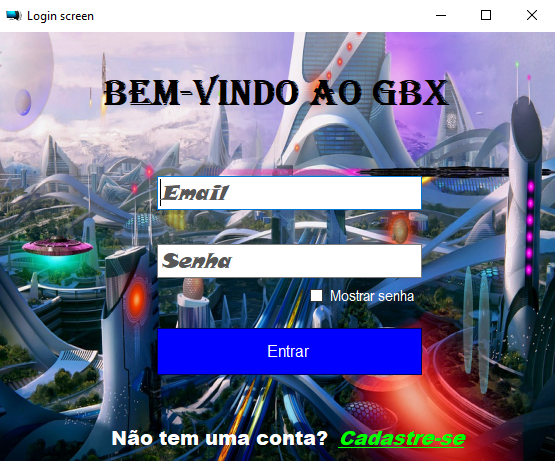 Login screen
BEM-VINDO AO GBX
Email
Senha
Mostrar senha
Entrar
Não tem uma conta? Cadastre-se